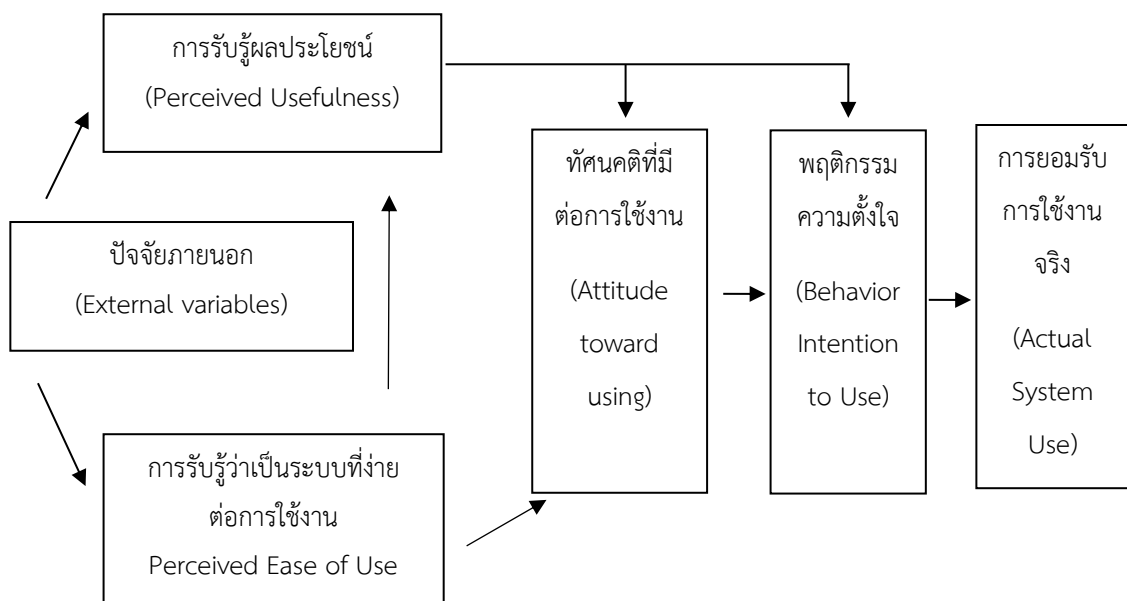 การรับรู้ผลประโยชน์
(Perceived Usefulness)
ปัจจัยภายนอก
(External variables)
การรับรู้ว่าเป็นระบบที่ง่าย
ต่อการใช้งาน
Perceived Ease of Use
ทัศนคติที่มี
ต่อการใช้งาน
(Attitude
toward
using)
พฤติกรรม
ความตั้งใจ
(Behavior
Intention
to Use)
การยอมรับ
การใช้งาน
จริง
(Actual
System
Use)